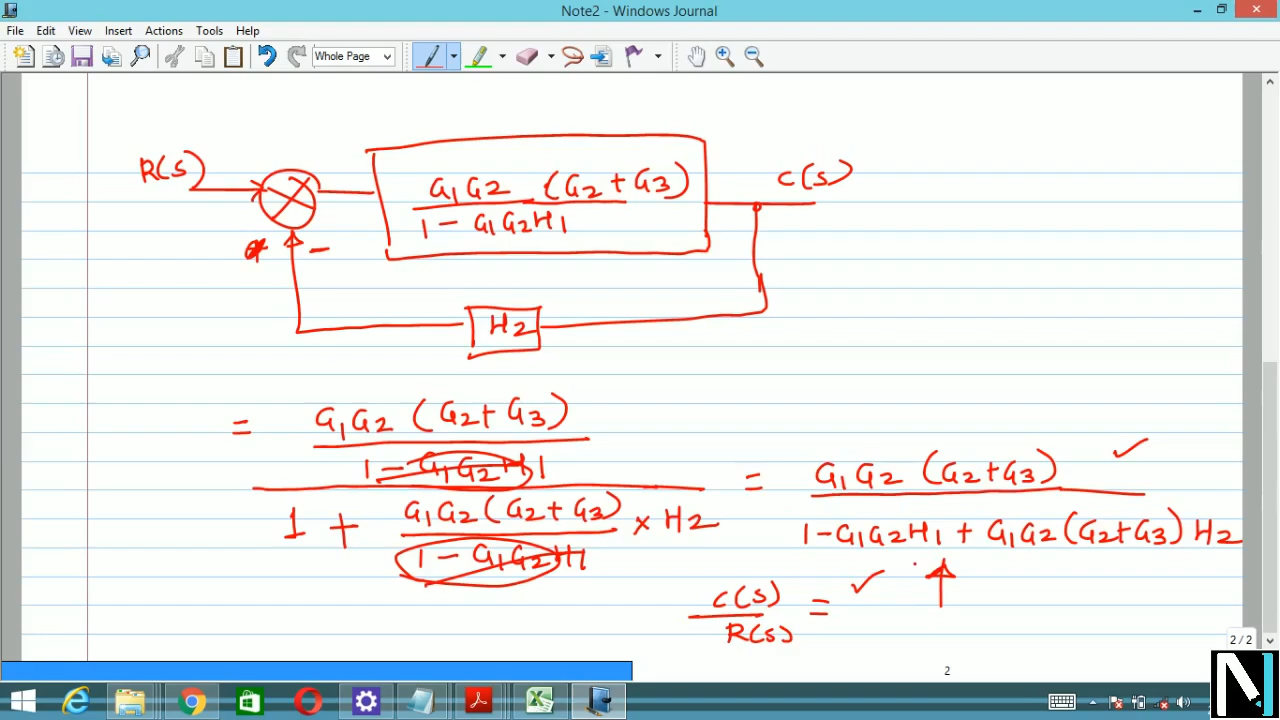 Note2 - Windows Journal
File Edit View Insert Actions Tools Help
Whole Page
R(S)
G1G2 (G2+G3)
1 - G1G2H1
C(S)
-
H2
= G1G2 (G2+G3)
1 - G1G2H1
1 + G1G2(G2+G3) × H2
1 - G1G2H1
= G1G2 (G2+G3)
1-G1G2H1 + G1G2(G2+G3)H2
C(S) =
R(S)
2 / 2
2
N